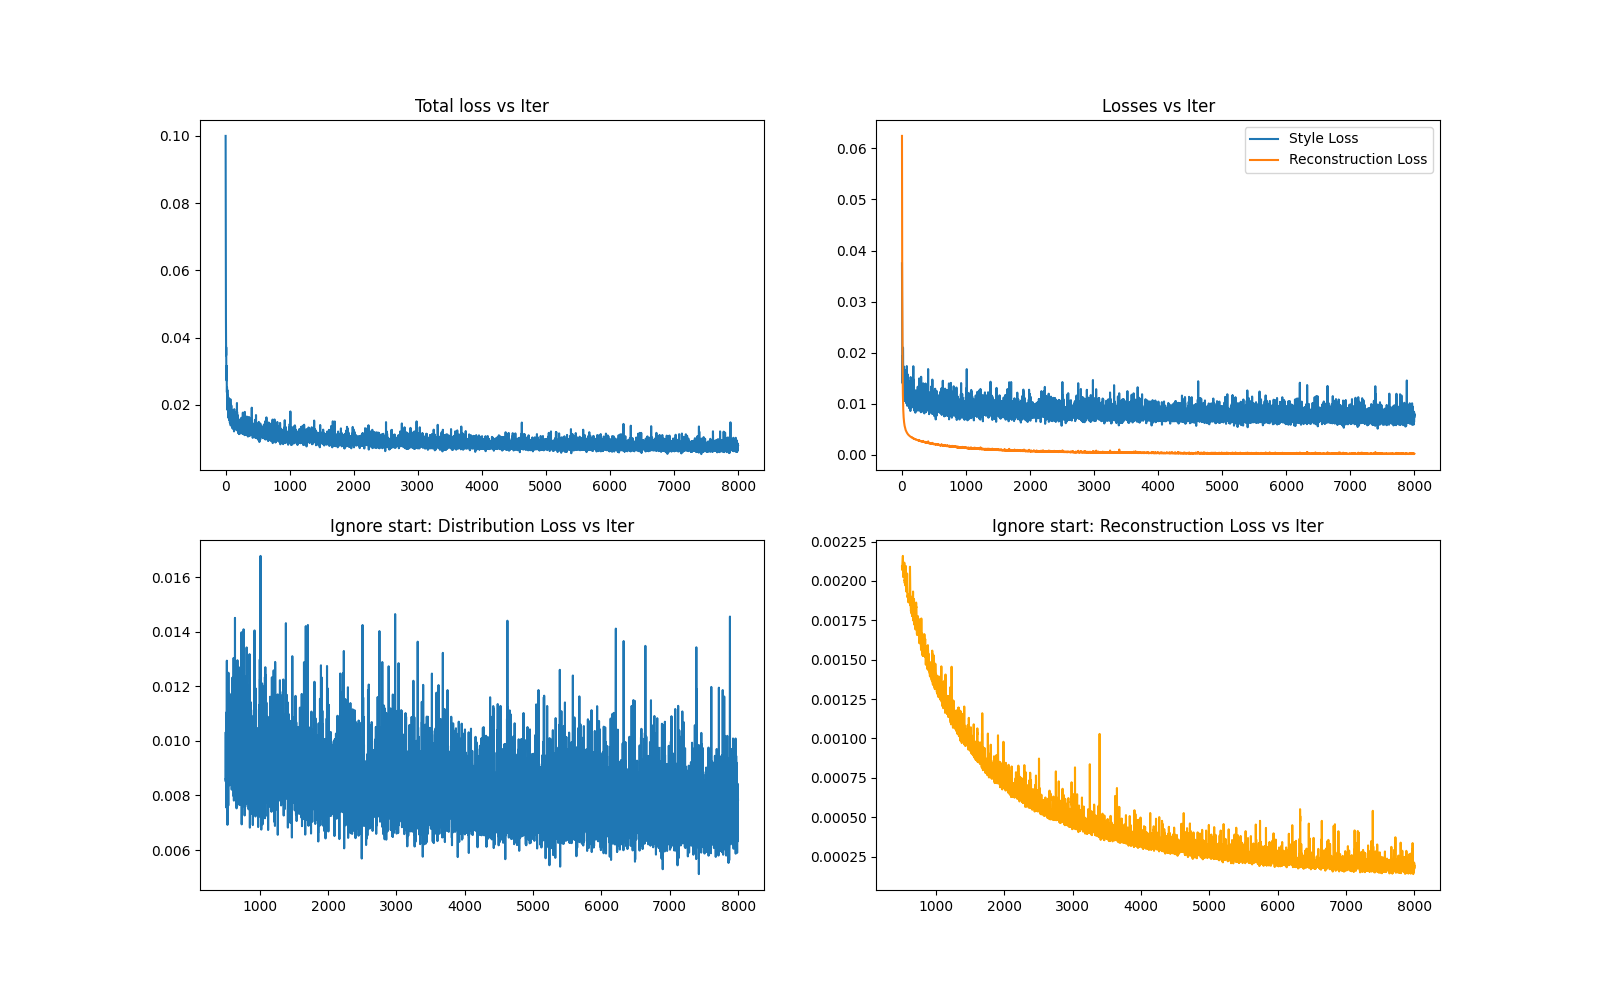 Total loss vs Iter
0.10
0.08
0.06
0.04
0.02
0 1000 2000 3000 4000 5000 6000 7000 8000
Losses vs Iter
Style Loss
Reconstruction Loss
0.06
0.05
0.04
0.03
0.02
0.01
0.00
0 1000 2000 3000 4000 5000 6000 7000 8000
Ignore start: Distribution Loss vs Iter
0.016
0.014
0.012
0.010
0.008
0.006
1000 2000 3000 4000 5000 6000 7000 8000
Ignore start: Reconstruction Loss vs Iter
0.00225
0.00200
0.00175
0.00150
0.00125
0.00100
0.00075
0.00050
0.00025
1000 2000 3000 4000 5000 6000 7000 8000